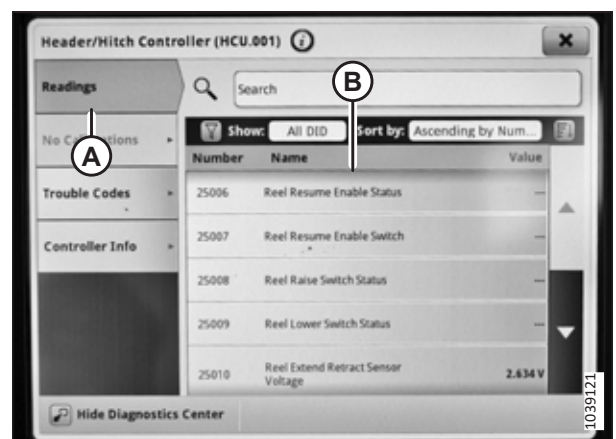 Header/Hitch Controller (HCU.001)
Readings
Search
B
A
Show: All DID Sort by: Ascending by Num...
Number Name Value
Trouble Codes
Controller Info
25006 Reel Resume Enable Status ---
25007 Reel Resume Enable Switch ---
25008 Reel Raise Switch Status ---
25009 Reel Lower Switch Status ---
25010 Reel Extend Retract Sensor
Voltage 2.634 V
Hide Diagnostics Center
1039121